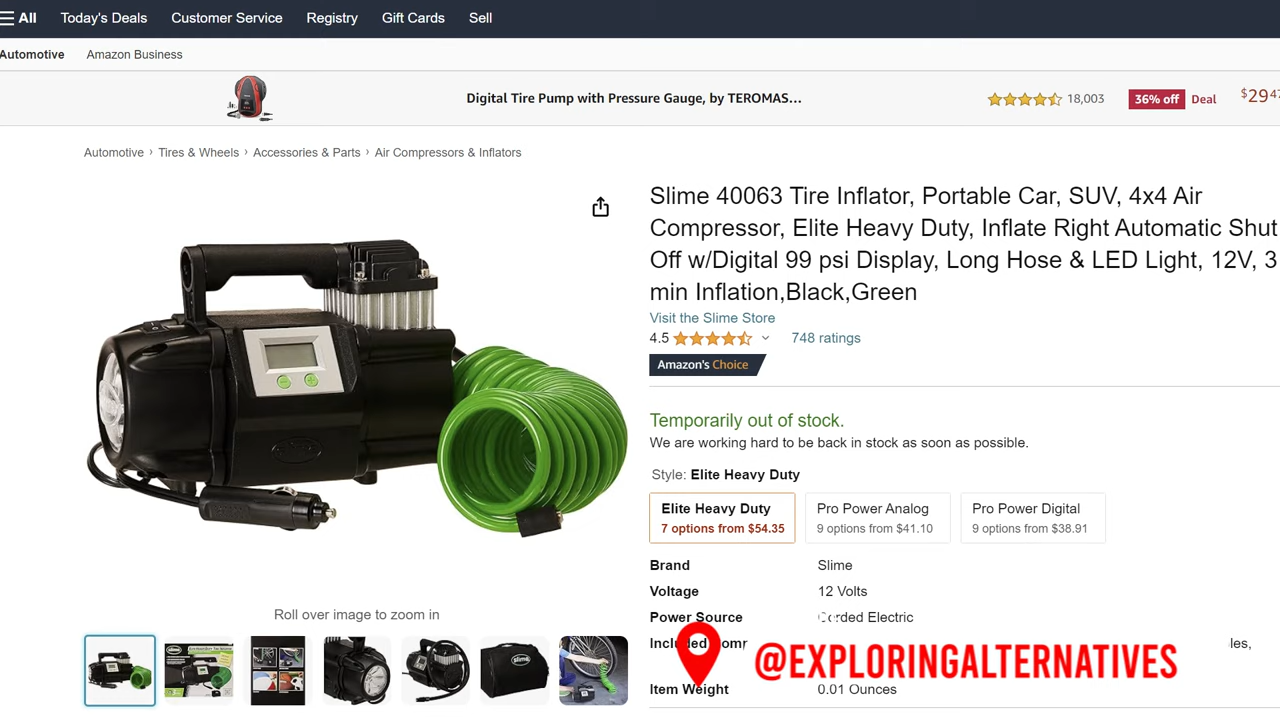 All Today's Deals Customer Service Registry Gift Cards Sell
Automotive Amazon Business
Digital Tire Pump with Pressure Gauge, by TEROMAS... 18,003 36% off Deal $29
Automotive › Tires & Wheels › Accessories & Parts › Air Compressors & Inflators
Slime 40063 Tire Inflator, Portable Car, SUV, 4x4 Air
Compressor, Elite Heavy Duty, Inflate Right Automatic Shut
Off w/Digital 99 psi Display, Long Hose & LED Light, 12V, 3
min Inflation,Black,Green
Visit the Slime Store
4.5 748 ratings
Amazon's Choice
Temporarily out of stock.
We are working hard to be back in stock as soon as possible.
Style: Elite Heavy Duty
Elite Heavy Duty Pro Power Analog Pro Power Digital
7 options from $54.35 9 options from $41.10 9 options from $38.91
Brand Slime
Voltage 12 Volts
Power Source Corded Electric
Included
@EXPLORINGALTERNATIVES
Item Weight 0.01 Ounces
Roll over image to zoom in
slime